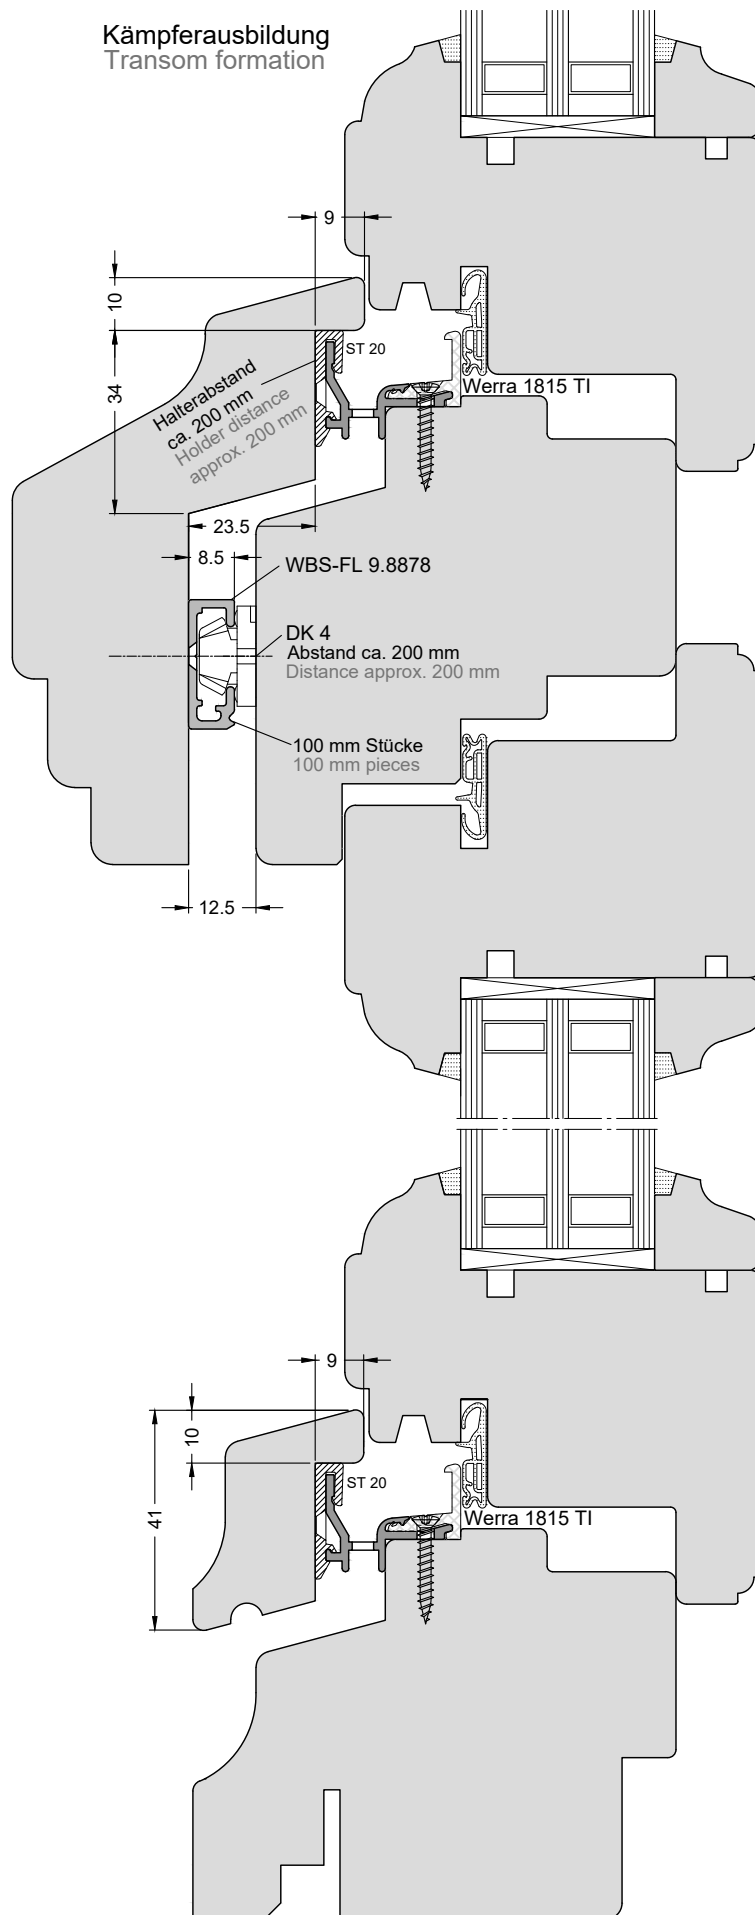 Kämpferausbildung
Transom formation
9
10
34
ST 20
Halterabstand
ca. 200 mm
Holder distance
approx. 200 mm
Werra 1815 TI
23.5
8.5
WBS-FL 9.8878
DK 4
Abstand ca. 200 mm
Distance approx. 200 mm
100 mm Stücke
100 mm pieces
12.5
9
10
41
ST 20
Werra 1815 TI